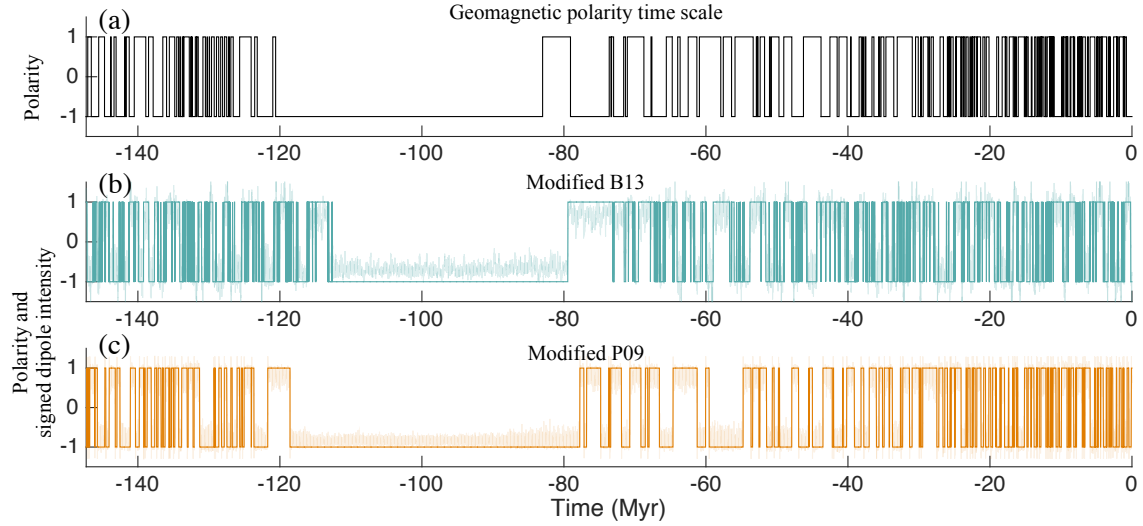 (a)
Geomagnetic polarity time scale
Polarity
1
0
-1
-140 -120 -100 -80 -60 -40 -20 0
(b)
Modified B13
1
0
-1
-140 -120 -100 -80 -60 -40 -20 0
Polarity and
signed dipole intensity
(c)
Modified P09
1
0
-1
-140 -120 -100 -80 -60 -40 -20 0
Time (Myr)